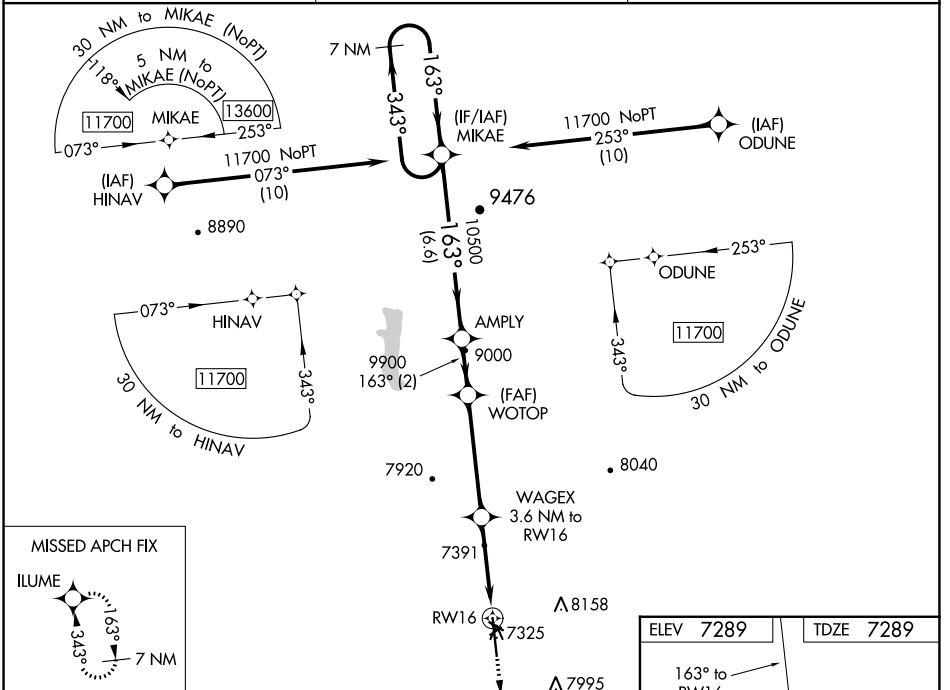 30 NM to MIKAE (NoPT)
5 NM to
MIKAE (NoPT)
118°
11700
MIKAE
13600
073°
253°
7 NM
343°
163°
(IF/IAF)
MIKAE
11700 NoPT
253°
(10)
(IAF)
ODUNE
11700 NoPT
073°
(10)
(IAF)
HINAV
8890
9476
10500
163°
(6.6)
073°
HINAV
11700
343°
30 NM to HINAV
253°
ODUNE
11700
343°
30 NM to ODUNE
AMPLY
9900
163° (2)
9000
(FAF)
WOTOP
7920
8040
WAGEX
3.6 NM to
RW16
7391
RW16
7325
8158
7995
MISSED APCH FIX
ILUME
163°
343°
7 NM
ELEV 7289
TDZE 7289
163° to
RW16